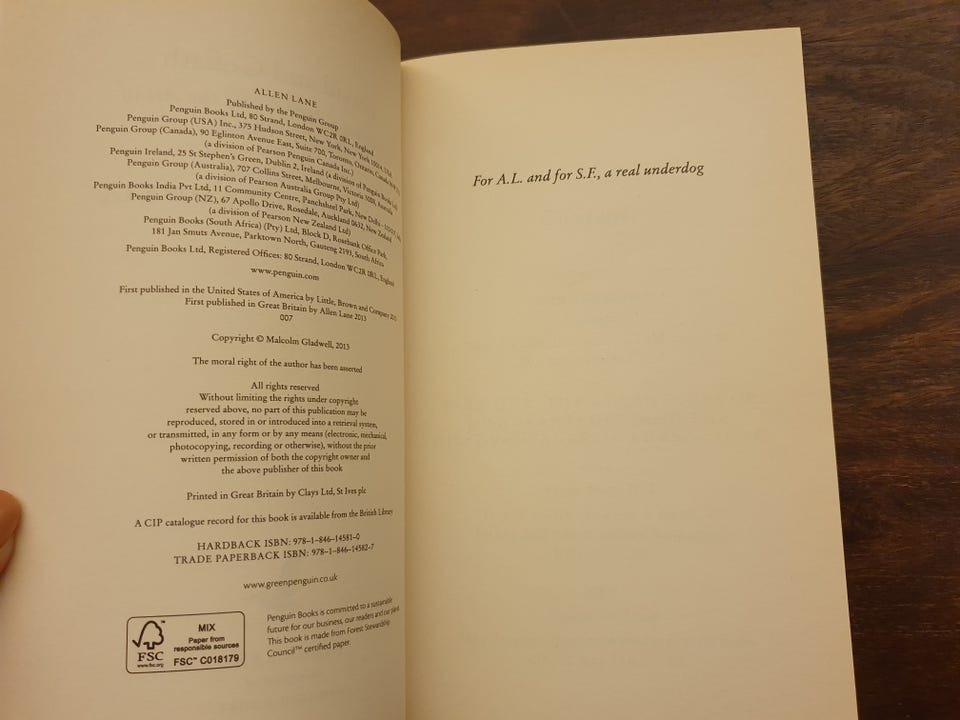 ALLEN LANE
Published by the Penguin Group
Penguin Books Ltd, 80 Strand, London WC2R 0RL, England
Penguin Group (USA) Inc., 375 Hudson Street, New York, New York 10014, USA
Penguin Group (Canada), 90 Eglinton Avenue East, Suite 700, Toronto, Ontario, Canada
(a division of Pearson Penguin Canada Inc.)
Penguin Ireland, 25 St Stephen's Green, Dublin 2, Ireland (a division of Penguin Books Ltd)
Penguin Group (Australia), 707 Collins Street, Melbourne, Victoria 3008, Australia
(a division of Pearson Australia Group Pty Ltd)
Penguin Books India Pvt Ltd, 11 Community Centre, Panchsheel Park, New Delhi –
Penguin Group (NZ), 67 Apollo Drive, Rosedale, Auckland 0632, New Zealand
(a division of Pearson New Zealand Ltd)
Penguin Books (South Africa) (Pty) Ltd, Block D, Rosebank Office Park,
181 Jan Smuts Avenue, Parktown North, Gauteng 2193, South Africa
Penguin Books Ltd, Registered Offices: 80 Strand, London WC2R 0RL, England
www.penguin.com
First published in the United States of America by Little, Brown and Company 2013
First published in Great Britain by Allen Lane 2013
007
Copyright © Malcolm Gladwell, 2013
The moral right of the author has been asserted
All rights reserved
Without limiting the rights under copyright
reserved above, no part of this publication may be
reproduced, stored in or introduced into a retrieval system,
or transmitted, in any form or by any means (electronic, mechanical,
photocopying, recording or otherwise), without the prior
written permission of both the copyright owner and
the above publisher of this book
Printed in Great Britain by Clays Ltd, St Ives plc
A CIP catalogue record for this book is available from the British Library
HARDBACK ISBN: 978–1–846–14581–0
TRADE PAPERBACK ISBN: 978–1–846–14582–7
www.greenpenguin.co.uk
FSC
www.fsc.org
MIX
Paper from
responsible sources
FSC™ C018179
Penguin Books is committed to a sustainable
future for our business, our readers and our planet.
This book is made from Forest Stewardship
Council™ certified paper.
For A.L. and for S.F., a real underdog